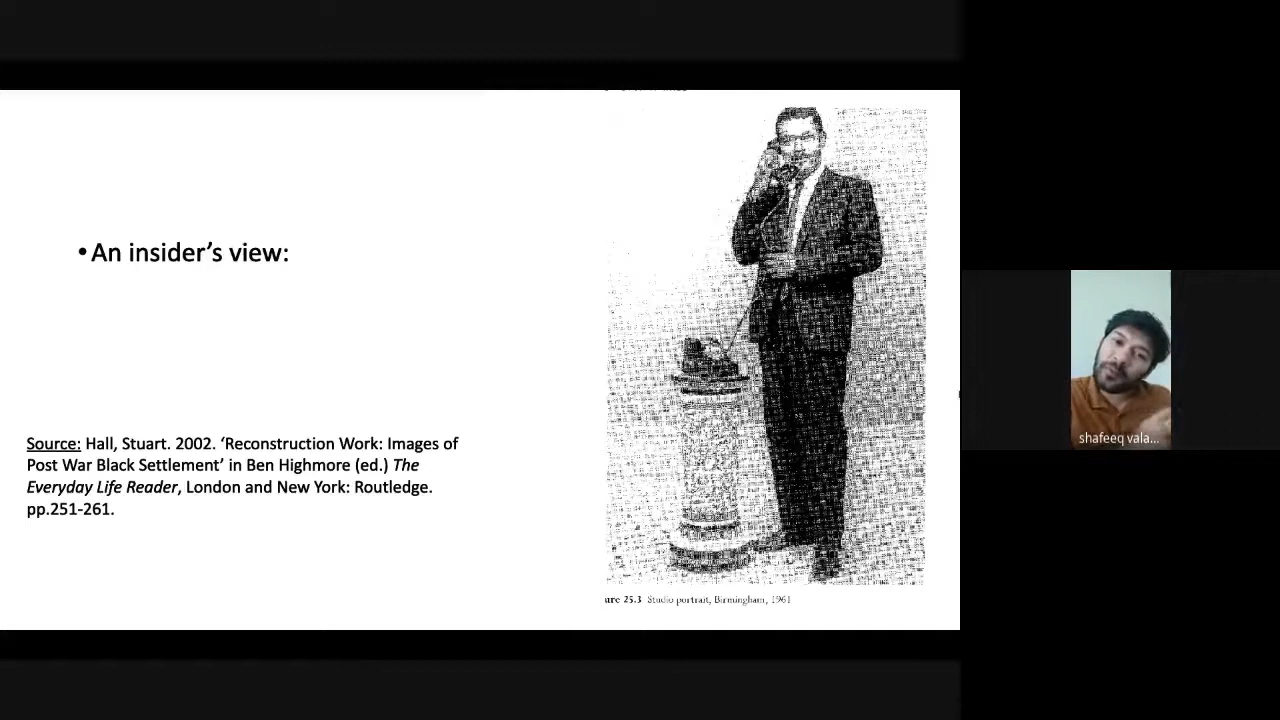 •An insider’s view:
Source: Hall, Stuart. 2002. ‘Reconstruction Work: Images of
Post War Black Settlement’ in Ben Highmore (ed.) The
Everyday Life Reader, London and New York: Routledge.
pp.251-261.
ure 25.3 Studio portrait, Birmingham, 1961
shafeeq vala...